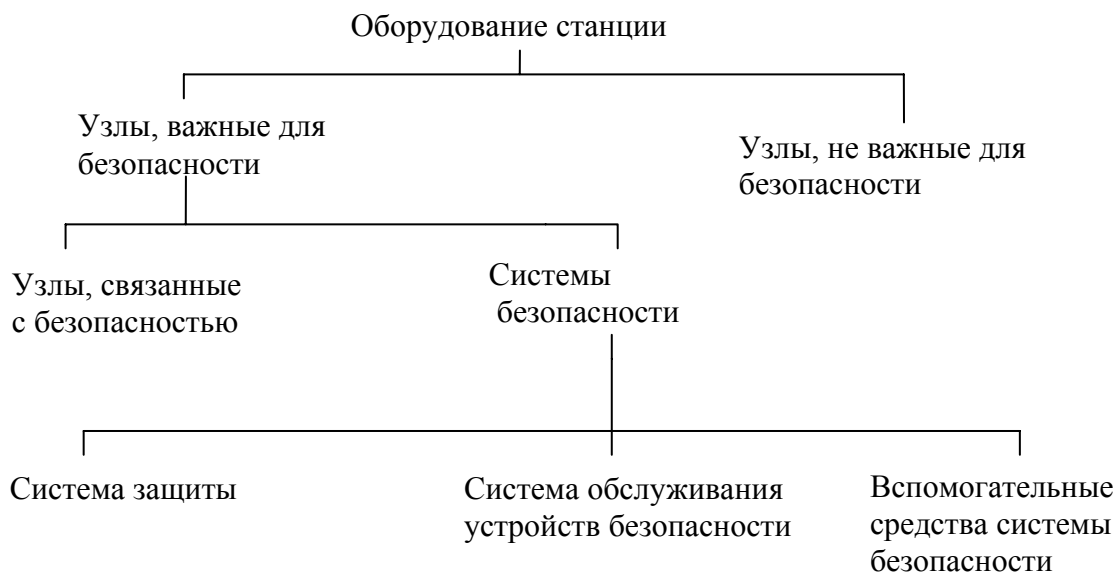 Оборудование станции
Узлы, важные для
безопасности
Узлы, не важные для
безопасности
Узлы, связанные
с безопасностью
Системы
безопасности
Система защиты
Система обслуживания
устройств безопасности
Вспомогательные
средства системы
безопасности